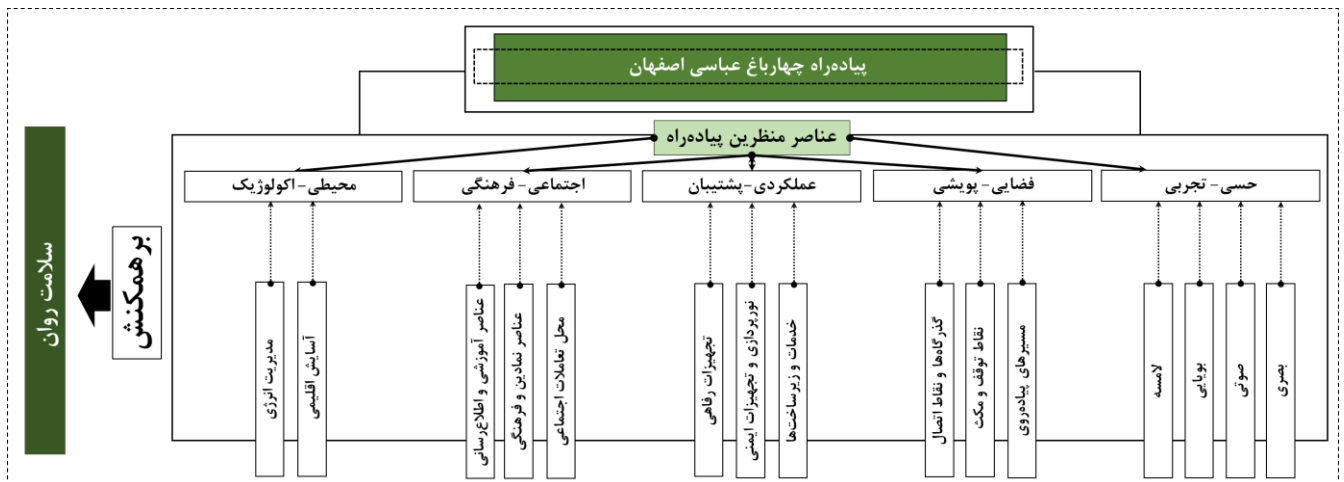 پیاده‌راه چهارباغ عباسی اصفهان
عناصر منظرین پیاده‌راه
حسی- تجربی
فضایی-پویشی
عملکردی-پشتیبان
اجتماعی-فرهنگی
محیطی-اکولوژیک
بصری
صوتی
بویایی
لامسه
مسیرهای پیاده‌روی
نقاط توقف و مکث
گذرگاه‌ها و نقاط اتصال
خدمات و زیرساخت‌ها
نورپردازی و تجهیزات ایمنی
تجهیزات رفاهی
محل تعاملات اجتماعی
عناصر نمادین و فرهنگی
عناصر آموزشی و اطلاع‌رسانی
آسایش اقلیمی
مدیریت انرژی
برهمکنش
سلامت روان